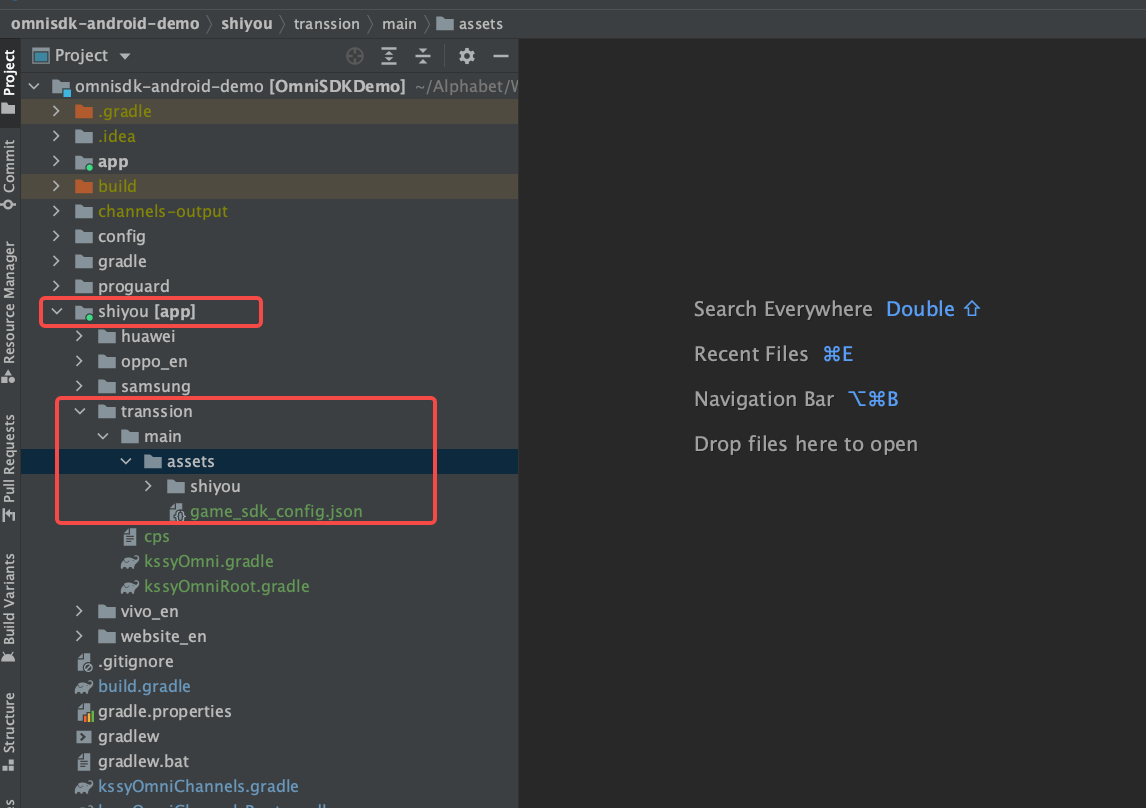 omnisdk-android-demo shiyou transsion main assets
Project
Project
omnisdk-android-demo [OmniSDKDemo] ~/Alphabet/W
.gradle
.idea
app
build
channels-output
config
gradle
proguard
shiyou [app]
huawei
oppo_en
samsung
transsion
main
assets
shiyou
game_sdk_config.json
cps
kssyOmni.gradle
kssyOmniRoot.gradle
vivo_en
website_en
.gitignore
build.gradle
gradle.properties
gradlew
gradlew.bat
kssyOmniChannels.gradle
Commit
Resource Manager
Pull Requests
Build Variants
Structure
Search Everywhere Double ⇧
Recent Files ⌘E
Navigation Bar ⌥⌘B
Drop files here to open